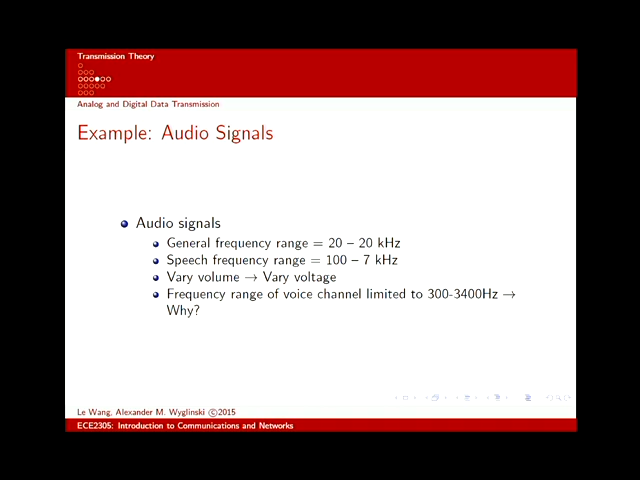 Transmission Theory
Analog and Digital Data Transmission
Example: Audio Signals
Audio signals
General frequency range = 20 – 20 kHz
Speech frequency range = 100 – 7 kHz
Vary volume → Vary voltage
Frequency range of voice channel limited to 300-3400Hz →
Why?
Le Wang, Alexander M. Wyglinski ©2015
ECE2305: Introduction to Communications and Networks